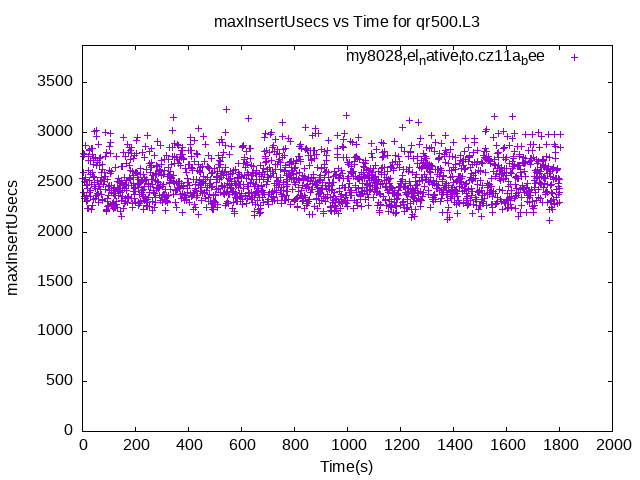 maxInsertUsecs vs Time for qr500.L3
my8028relnativelto.cz11abee
3500
3000
2500
2000
1500
1000
500
0
maxInsertUsecs
0 200 400 600 800 1000 1200 1400 1600 1800 2000
Time(s)